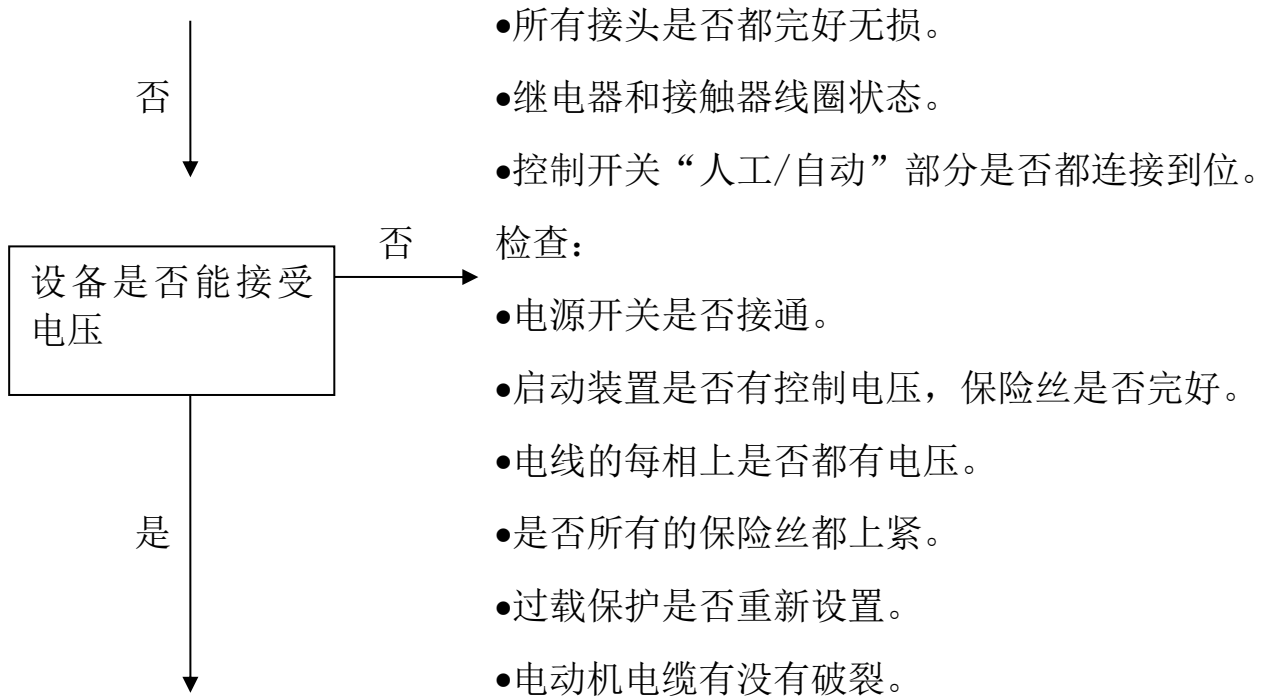 •所有接头是否都完好无损。
否
•继电器和接触器线圈状态。
•控制开关“人工/自动”部分是否都连接到位。
否
检查:
设备是否能接受
电压
•电源开关是否接通。
•启动装置是否有控制电压，保险丝是否完好。
•电线的每相上是否都有电压。
是
•是否所有的保险丝都上紧。
•过载保护是否重新设置。
•电动机电缆有没有破裂。